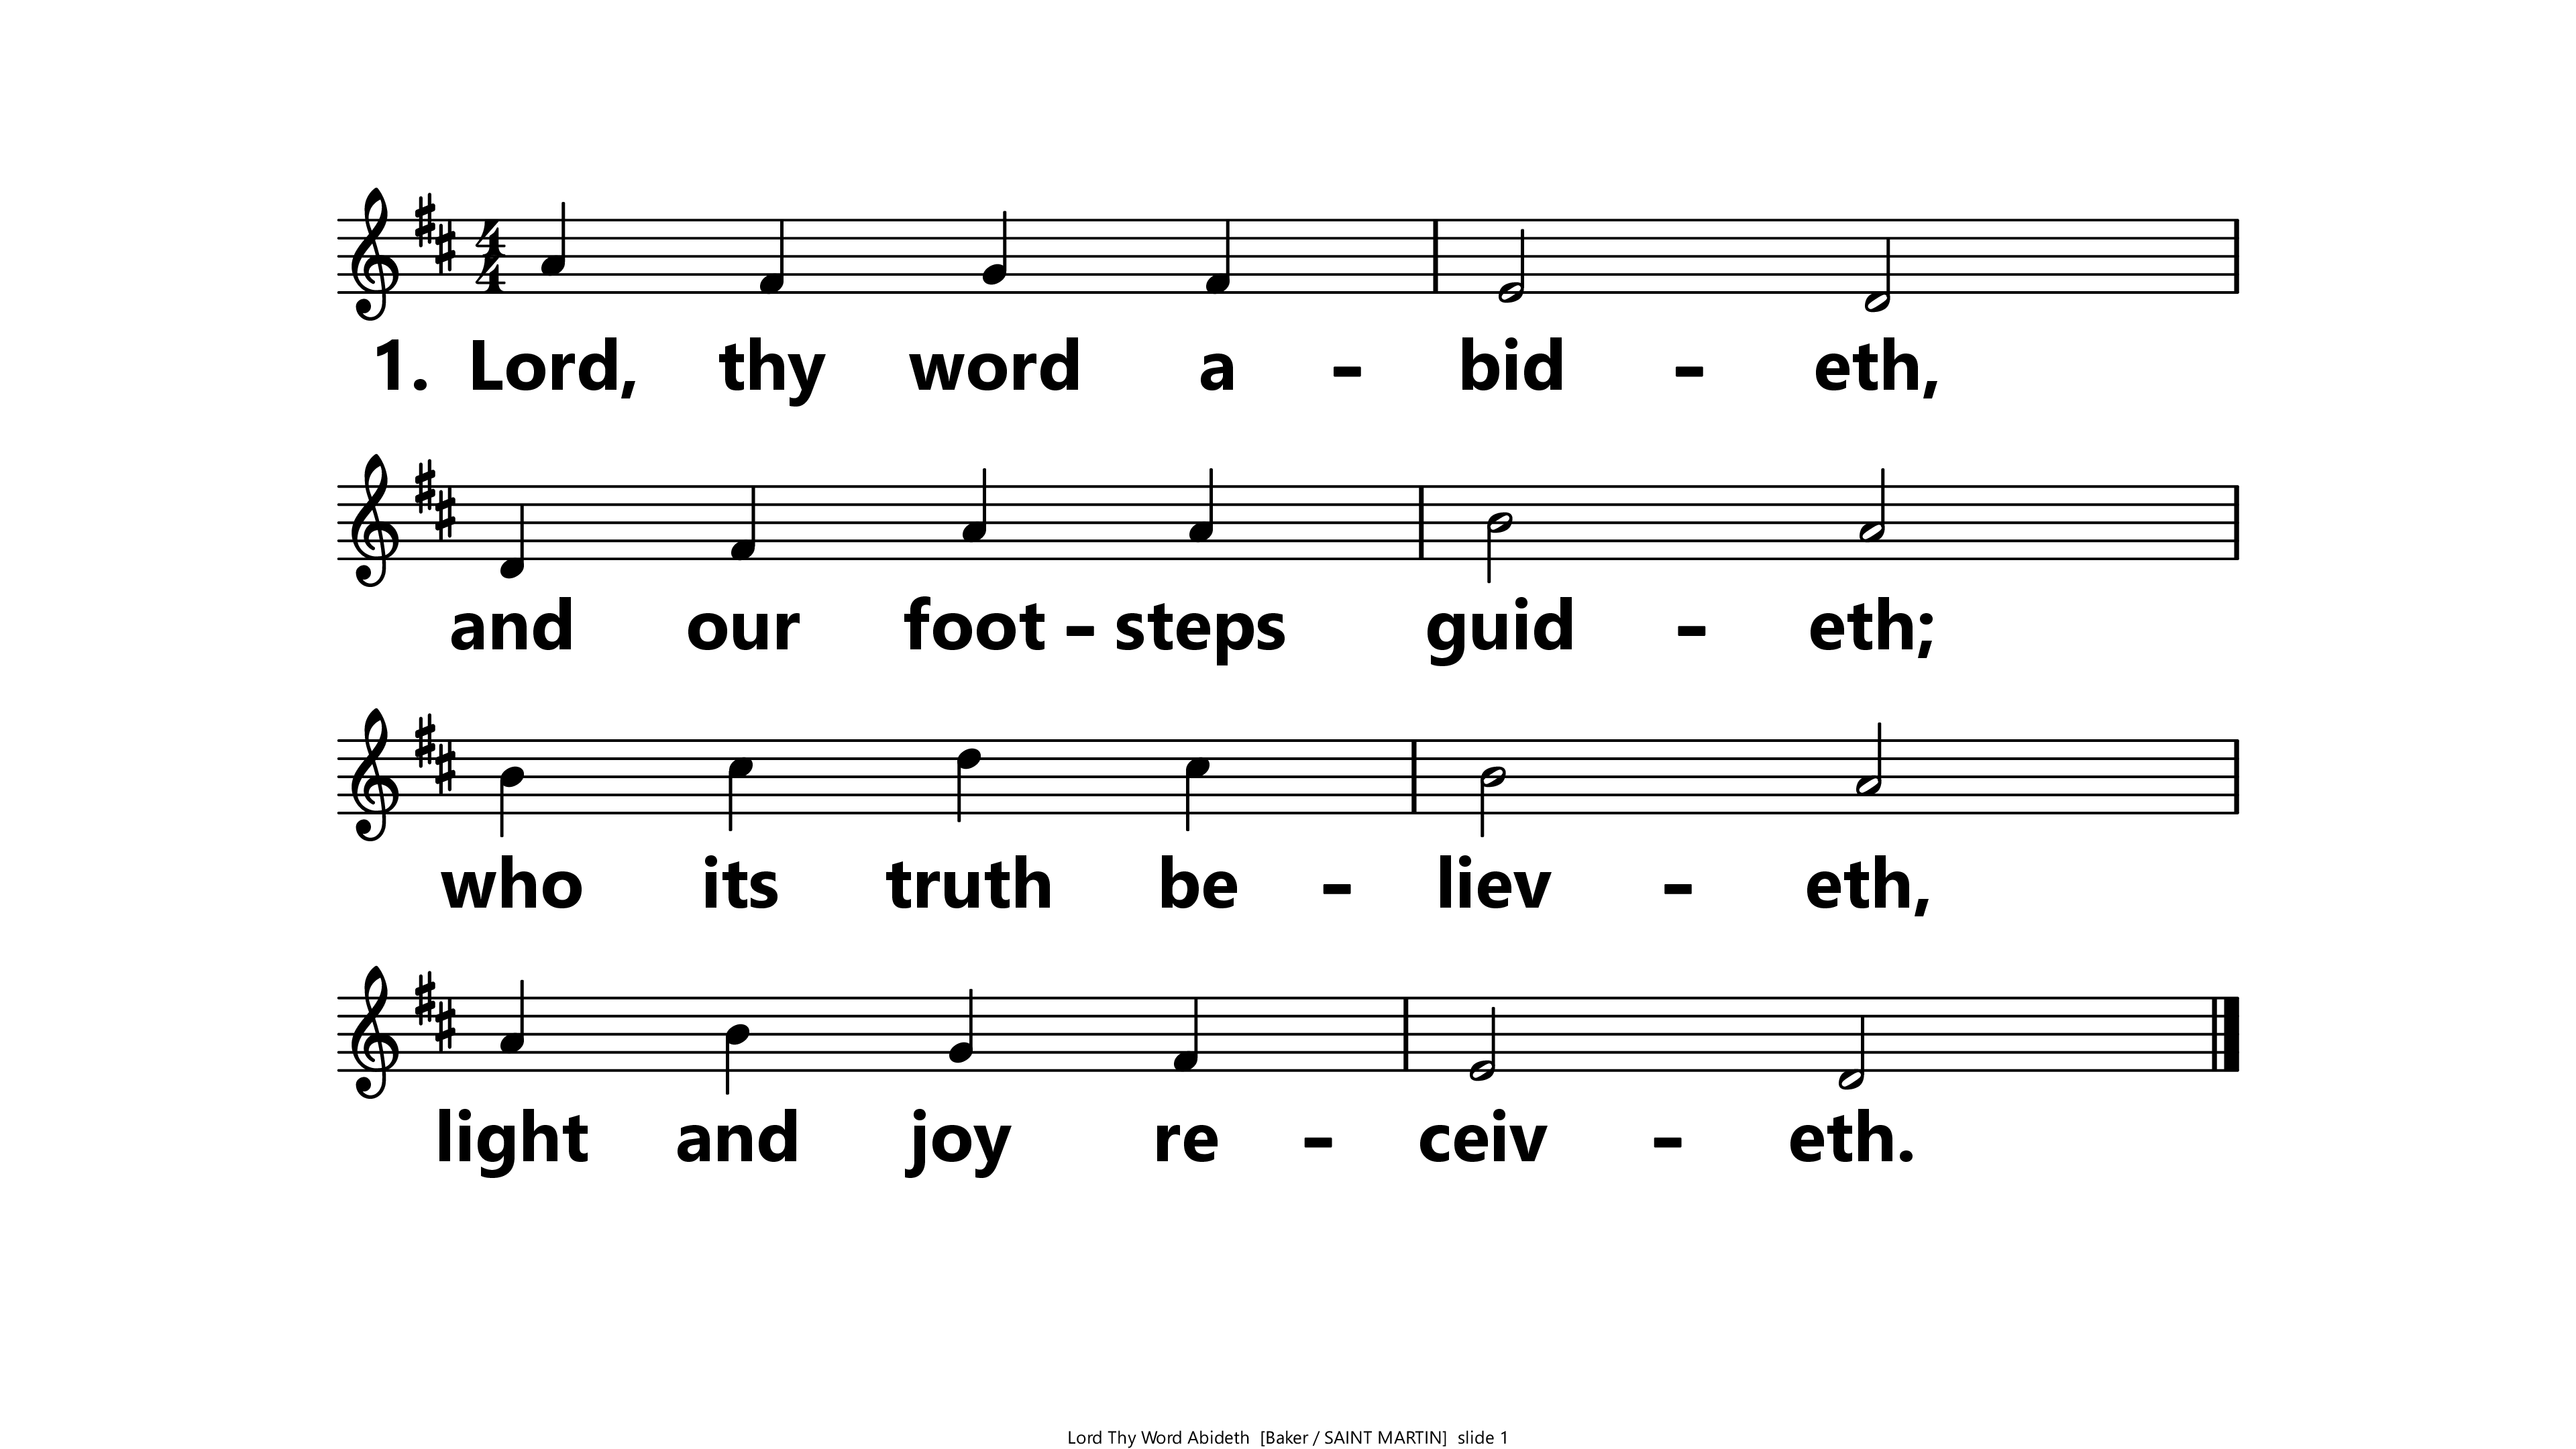 1. Lord, thy word a - bid - eth,
and our foot - steps guid - eth;
who its truth be - liev - eth,
light and joy re - ceiv - eth.
Lord Thy Word Abideth [Baker / SAINT MARTIN] slide 1